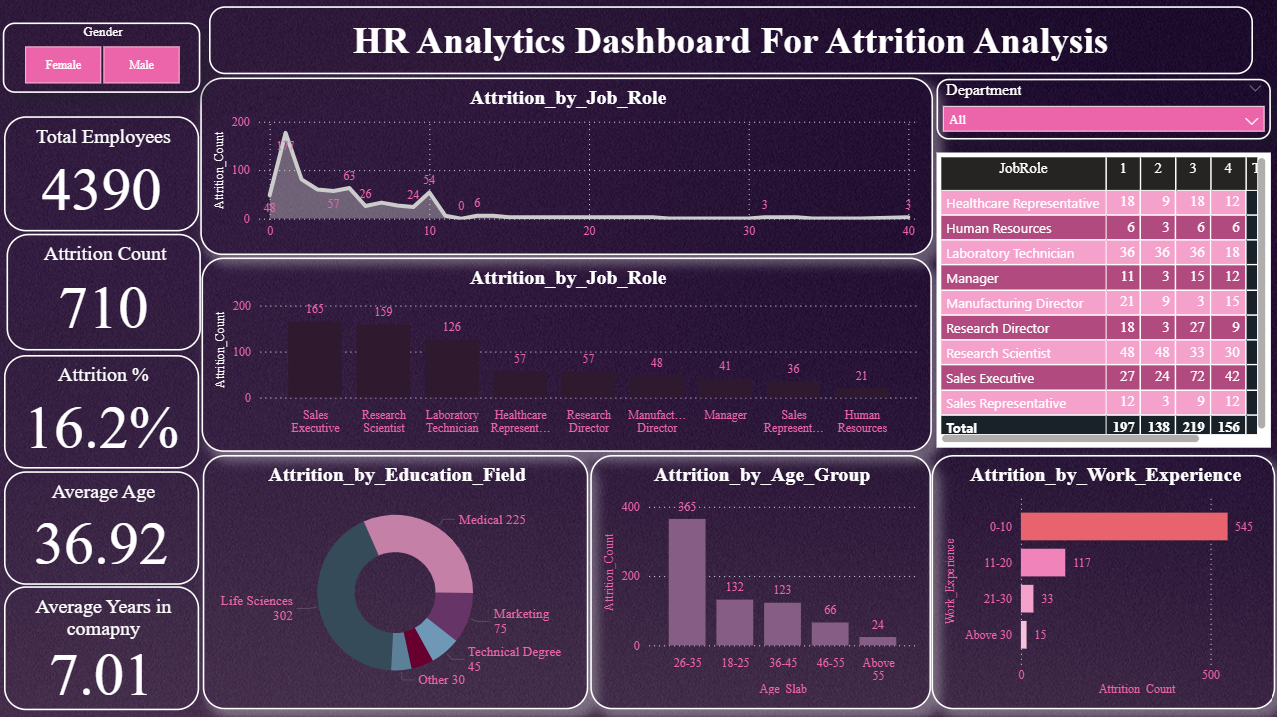 Gender
Female Male
HR Analytics Dashboard For Attrition Analysis
Total Employees
4390
Attrition Count
710
Attrition %
16.2%
Average Age
36.92
Average Years in
comapny
7.01
Attrition_by_Job_Role
Attrition_Count
200
100
0
48
63
57
26
24
54
0
6
3
3
0 10 20 30 40
Attrition_by_Job_Role
Attrition_Count
200
100
0
165 159 126 57 57 48 41 36 21
Sales Research Laboratory Healthcare Research Manufact... Manager Sales Human
Executive Scientist Technician Represent... Director Director Represent... Resources
Department
All
JobRole 1 2 3 4
Healthcare Representative 18 9 18 12
Human Resources 6 3 6 6
Laboratory Technician 36 36 36 18
Manager 11 3 15 12
Manufacturing Director 21 9 3 15
Research Director 18 3 27 9
Research Scientist 48 48 33 30
Sales Executive 27 24 72 42
Sales Representative 12 3 9 12
Total 197 138 219 156
Attrition_by_Education_Field
Medical 225
Life Sciences
302
Marketing
75
Technical Degree
45
Other 30
Attrition_by_Age_Group
Attrition_Count
400
200
0
365 132 123 66 24
26-35 18-25 36-45 46-55 Above
55
Age Slab
Attrition_by_Work_Experience
Work_Experience
0-10 545
11-20 117
21-30 33
Above 30 15
0 500
Attrition Count